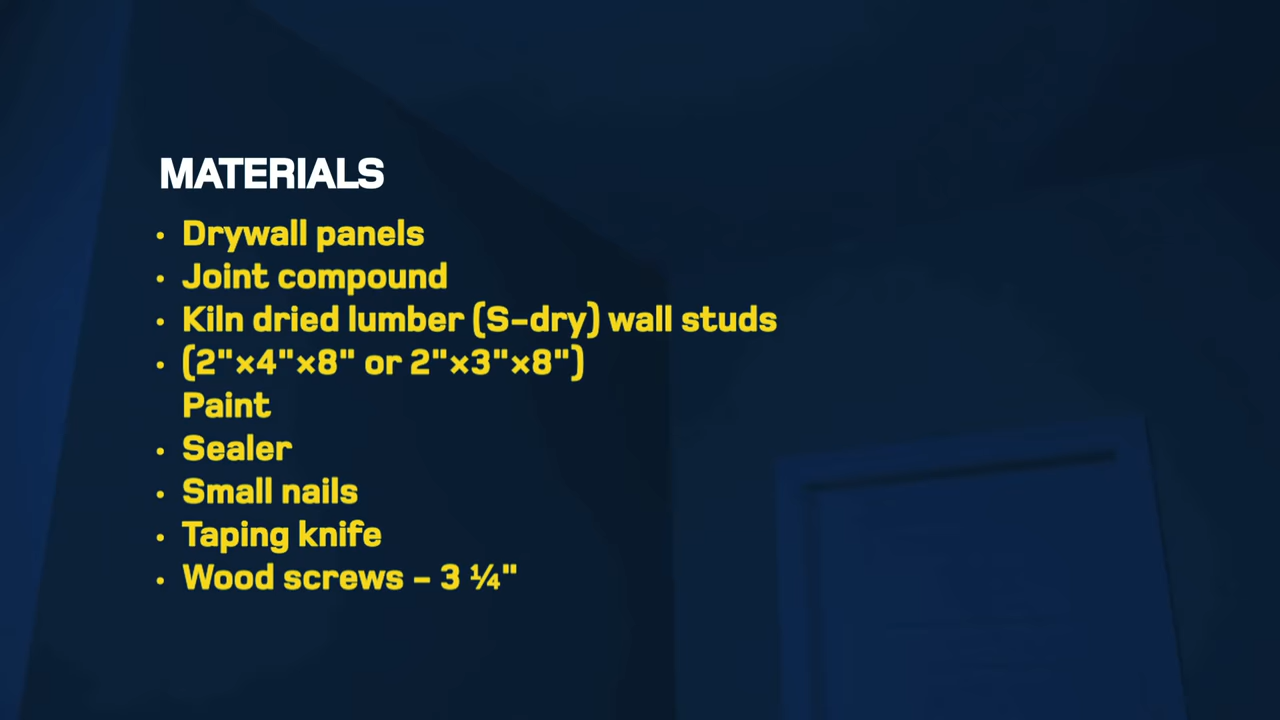 MATERIALS
• Drywall panels
• Joint compound
• Kiln dried lumber (S-dry) wall studs
• (2"×4"×8" or 2"×3"×8")
Paint
• Sealer
• Small nails
• Taping knife
• Wood screws – 3 ¼"